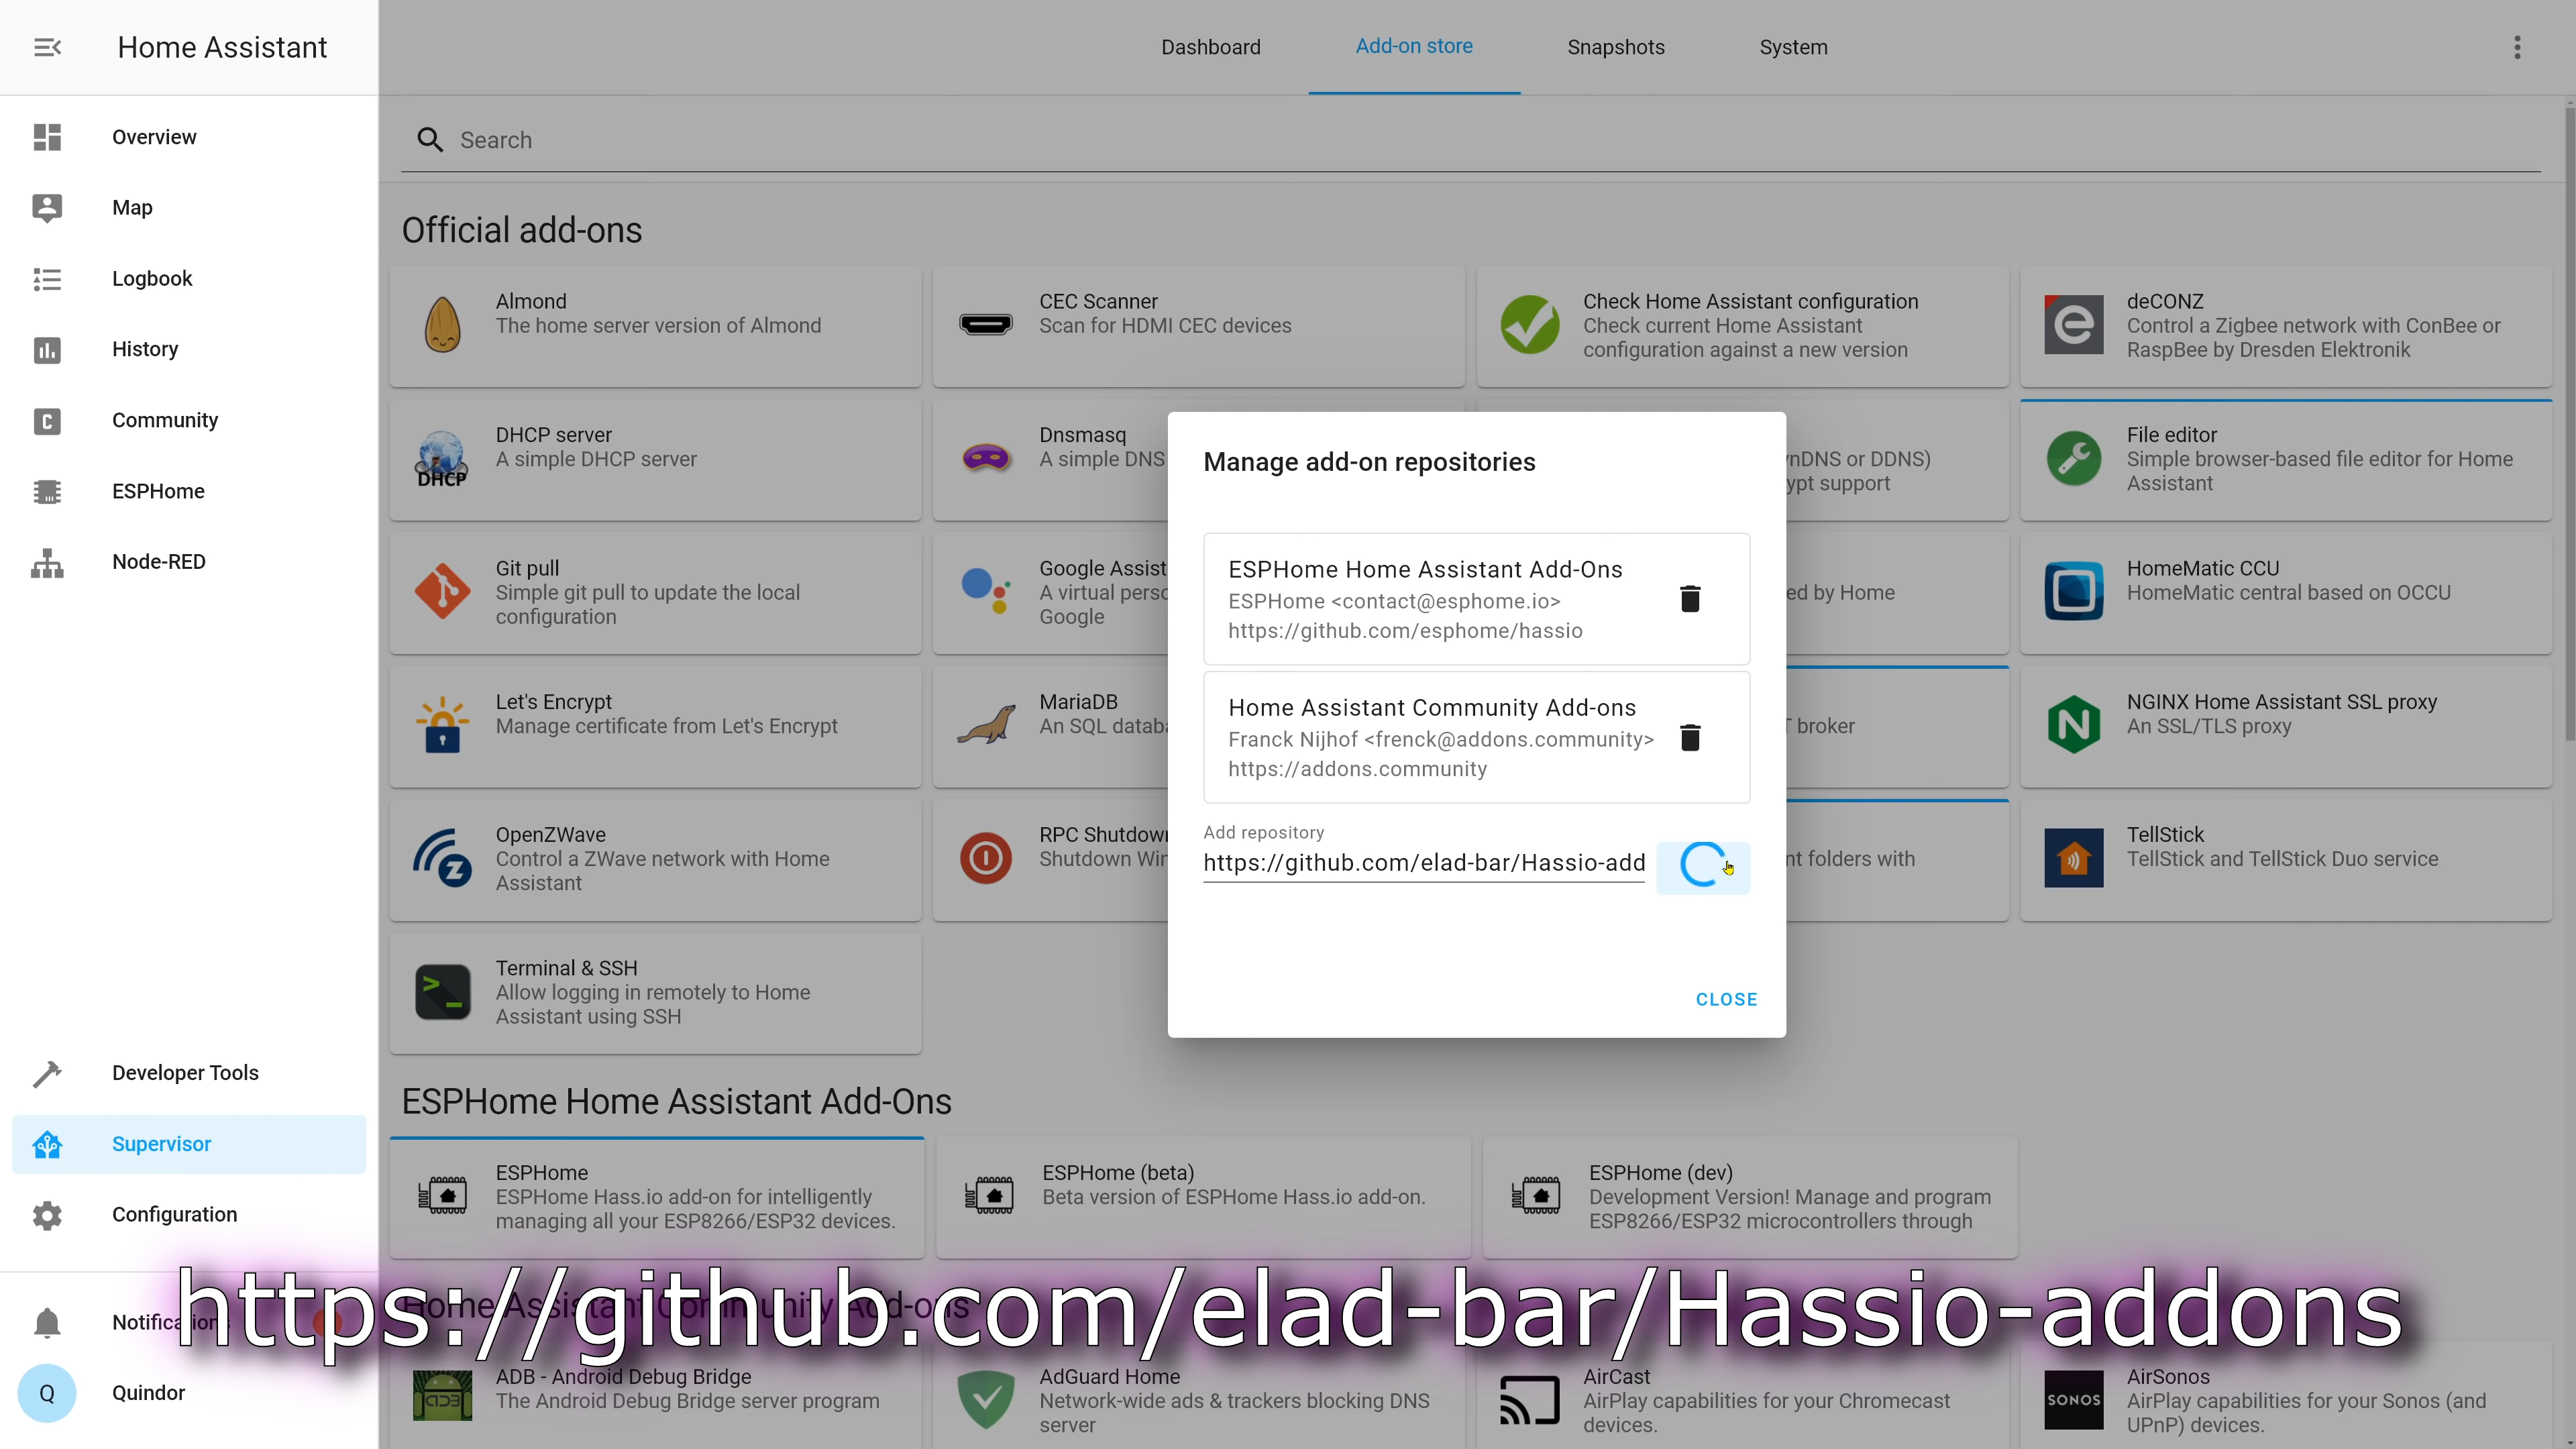 Home Assistant
Dashboard
Add-on store
Snapshots
System
Overview
Map
Logbook
History
Community
ESPHome
Node-RED
Developer Tools
Supervisor
Configuration
Notifications
Q
Quindor
Search
Official add-ons
Almond
The home server version of Almond
CEC Scanner
Scan for HDMI CEC devices
Check Home Assistant configuration
Check current Home Assistant
configuration against a new version
deCONZ
Control a Zigbee network with ConBee or
RaspBee by Dresden Elektronik
DHCP
DHCP server
A simple DHCP server
Dnsmasq
A simple DNS
nDNS or DDNS)
ypt support
File editor
Simple browser-based file editor for Home
Assistant
Git pull
Simple git pull to update the local
configuration
Google Assist
A virtual perso
Google
ed by Home
HomeMatic CCU
HomeMatic central based on OCCU
Let's Encrypt
Manage certificate from Let's Encrypt
MariaDB
An SQL databa
T broker
NGINX Home Assistant SSL proxy
An SSL/TLS proxy
OpenZWave
Control a ZWave network with Home
Assistant
RPC Shutdown
Shutdown Win
nt folders with
TellStick
TellStick and TellStick Duo service
Terminal & SSH
Allow logging in remotely to Home
Assistant using SSH
Manage add-on repositories
ESPHome Home Assistant Add-Ons
ESPHome <contact@esphome.io>
https://github.com/esphome/hassio
Home Assistant Community Add-ons
Franck Nijhof <frenck@addons.community>
https://addons.community
Add repository
https://github.com/elad-bar/Hassio-add
CLOSE
ESPHome Home Assistant Add-Ons
ESPHome
ESPHome Hass.io add-on for intelligently
managing all your ESP8266/ESP32 devices.
ESPHome (beta)
Beta version of ESPHome Hass.io add-on.
ESPHome (dev)
Development Version! Manage and program
ESP8266/ESP32 microcontrollers through
Home Assistant Community Add-ons
https://github.com/elad-bar/Hassio-addons
ADB - Android Debug Bridge
The Android Debug Bridge server program
AdGuard Home
Network-wide ads & trackers blocking DNS
server
AirCast
AirPlay capabilities for your Chromecast
devices.
SONOS
AirSonos
AirPlay capabilities for your Sonos (and
UPnP) devices.